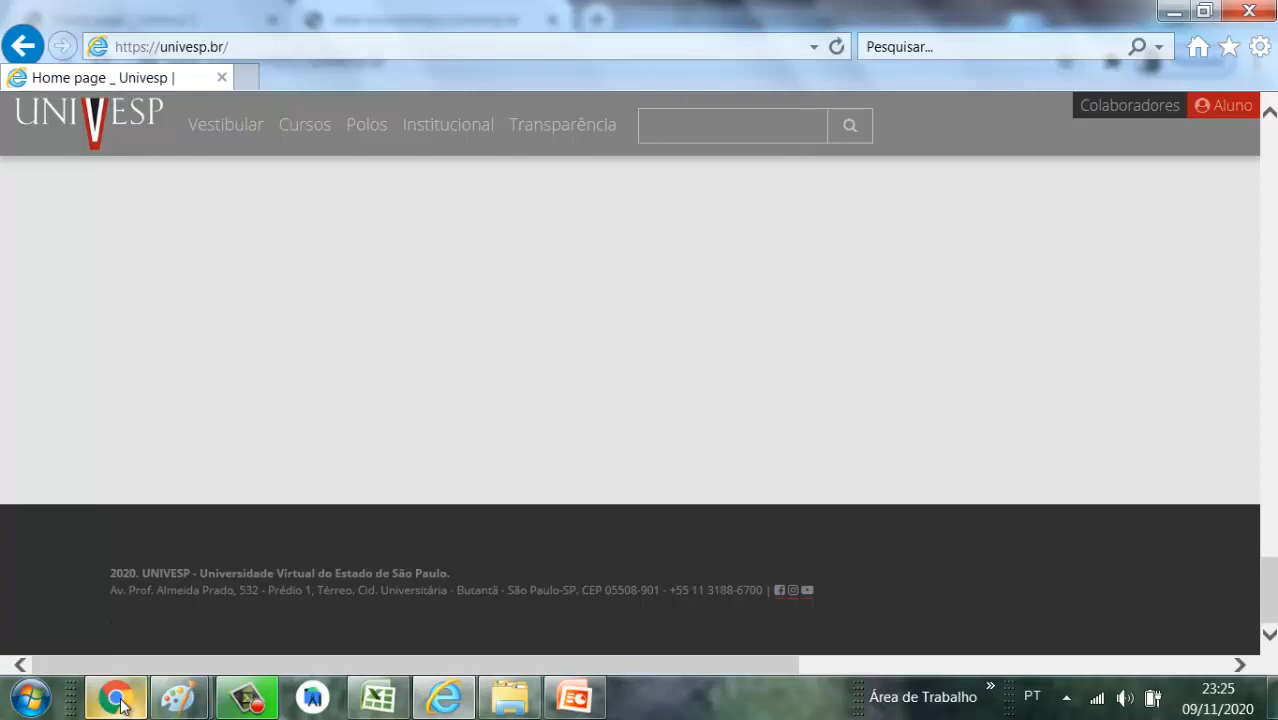 https://univesp.br/
Pesquisar...
Home page _ Univesp |
UNIVESP
Vestibular Cursos Polos Institucional Transparência
Colaboradores Aluno
2020. UNIVESP - Universidade Virtual do Estado de São Paulo.
Av. Prof. Almeida Prado, 532 - Prédio 1, Térreo. Cid. Universitária - Butantã - São Paulo-SP. CEP 05508-901 - +55 11 3188-6700 |
Área de Trabalho
PT
23:25
09/11/2020